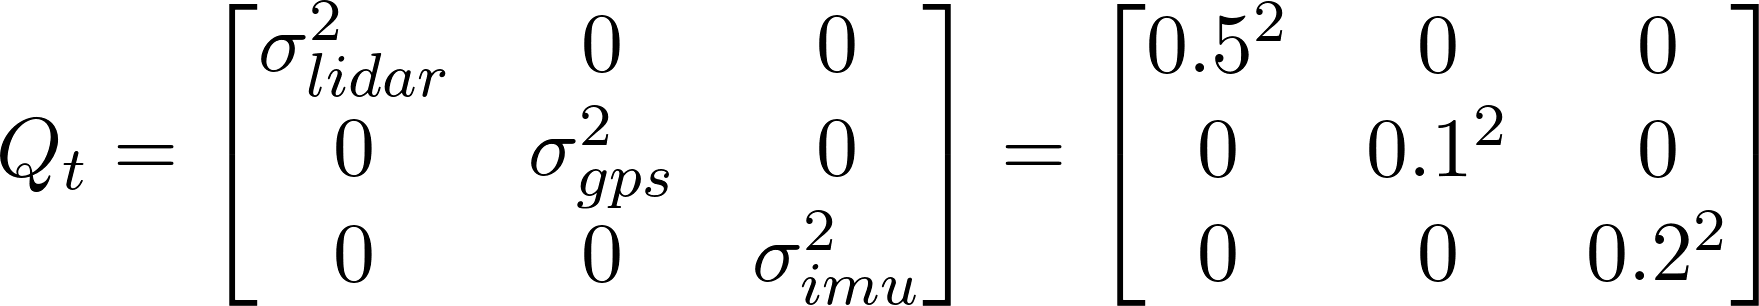 Q_t = [ σ²_lidar 0 0 ; 0 σ²_gps 0 ; 0 0 σ²_imu ] = [ 0.5² 0 0 ; 0 0.1² 0 ; 0 0 0.2² ]